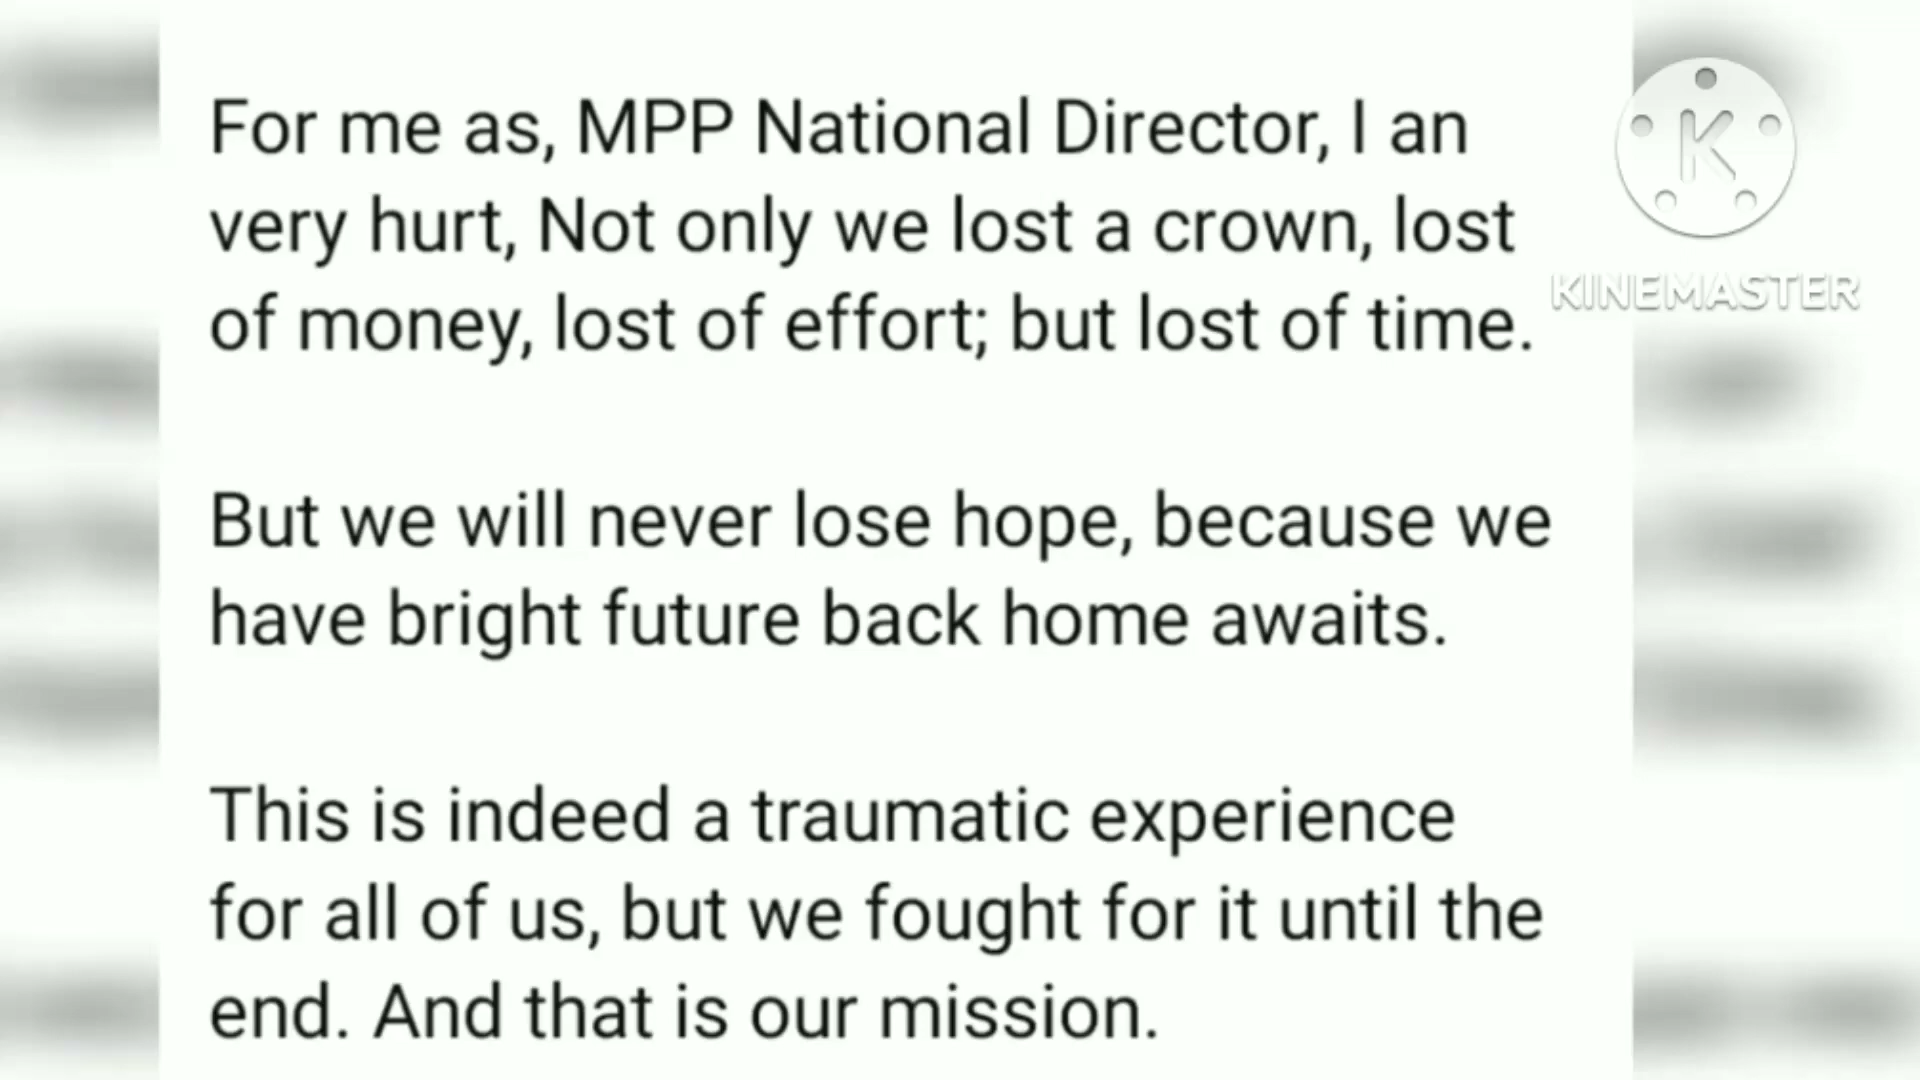 For me as, MPP National Director, I an
very hurt, Not only we lost a crown, lost
of money, lost of effort; but lost of time.
But we will never lose hope, because we
have bright future back home awaits.
This is indeed a traumatic experience
for all of us, but we fought for it until the
end. And that is our mission.
K
KINEMASTER